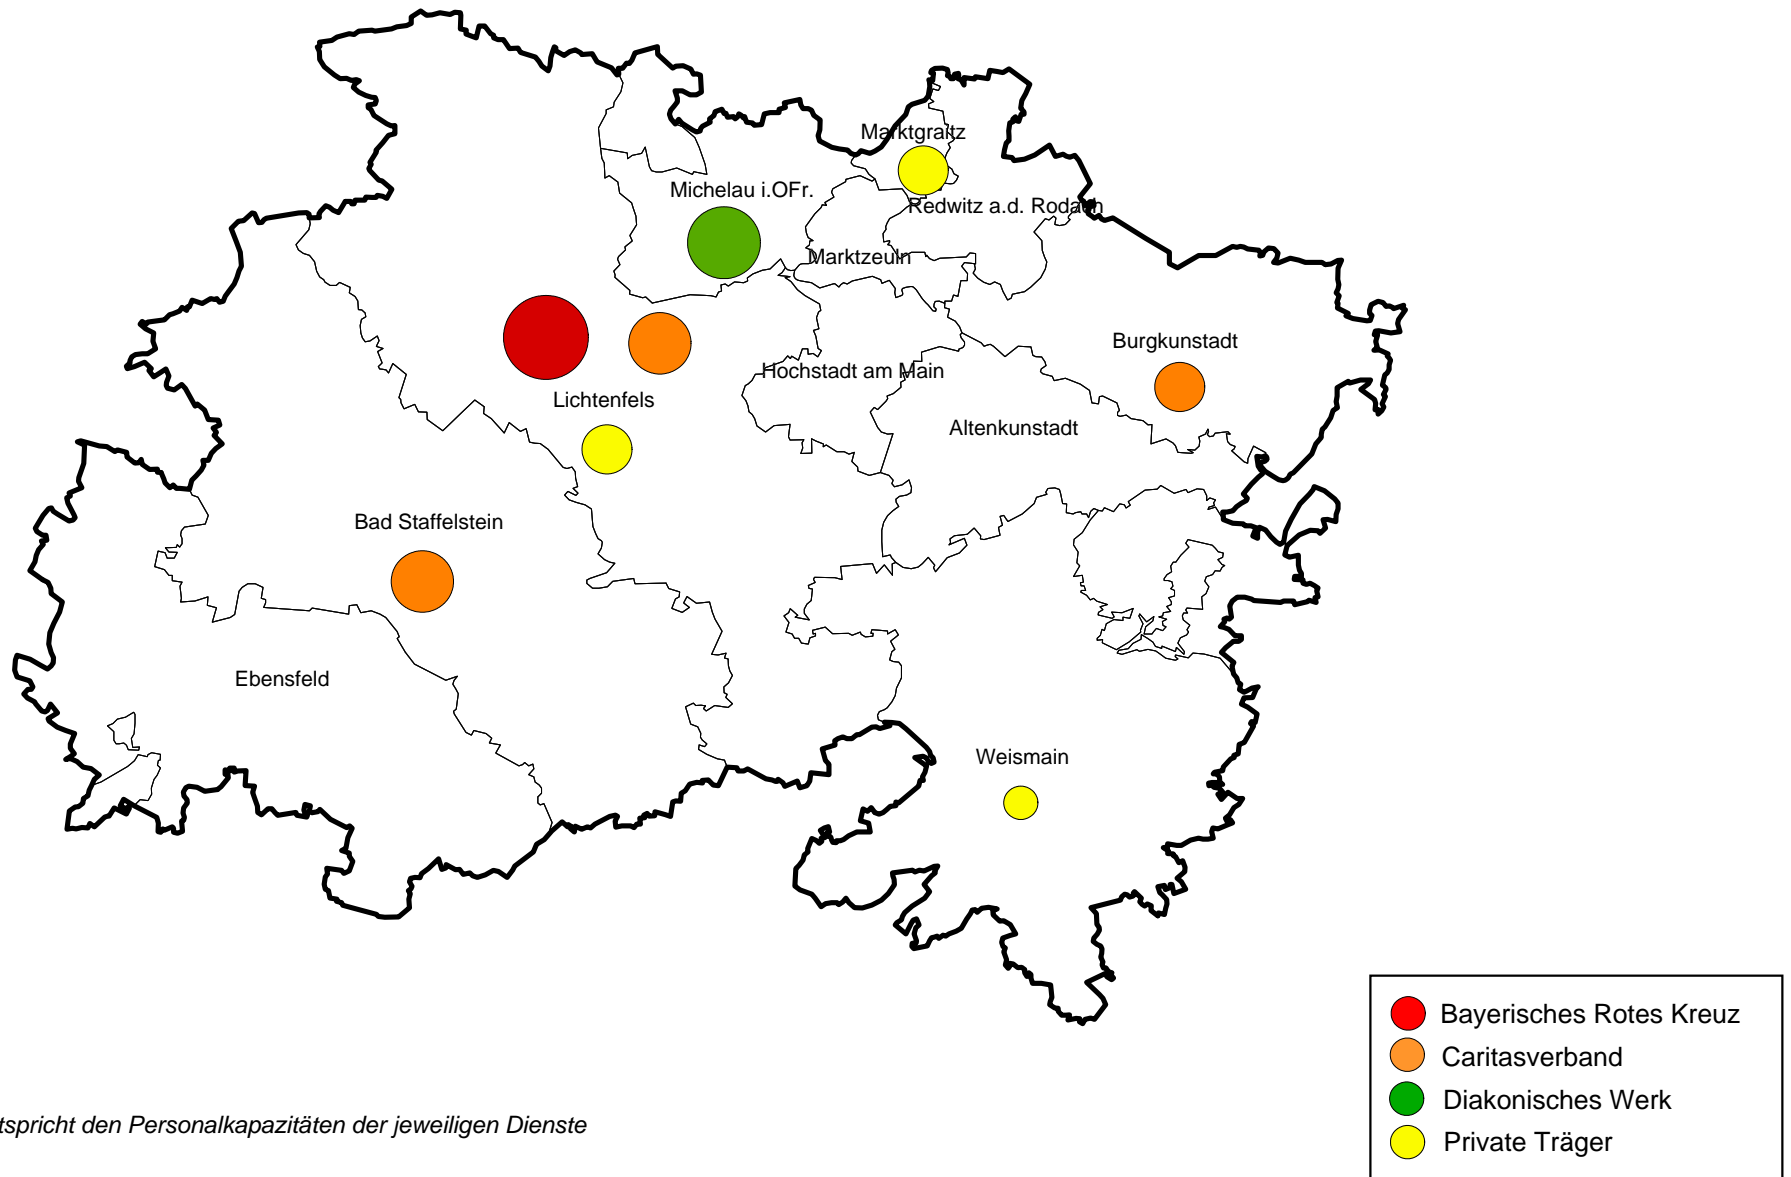 Marktgraitz
Michelau i.OFr.
Redwitz a.d. Rodach
Marktzeuln
Burgkunstadt
Hochstadt am Main
Lichtenfels
Altenkunstadt
Bad Staffelstein
Ebensfeld
Weismain
Bayerisches Rotes Kreuz
Caritasverband
Diakonisches Werk
Private Träger
tspricht den Personalkapazitäten der jeweiligen Dienste